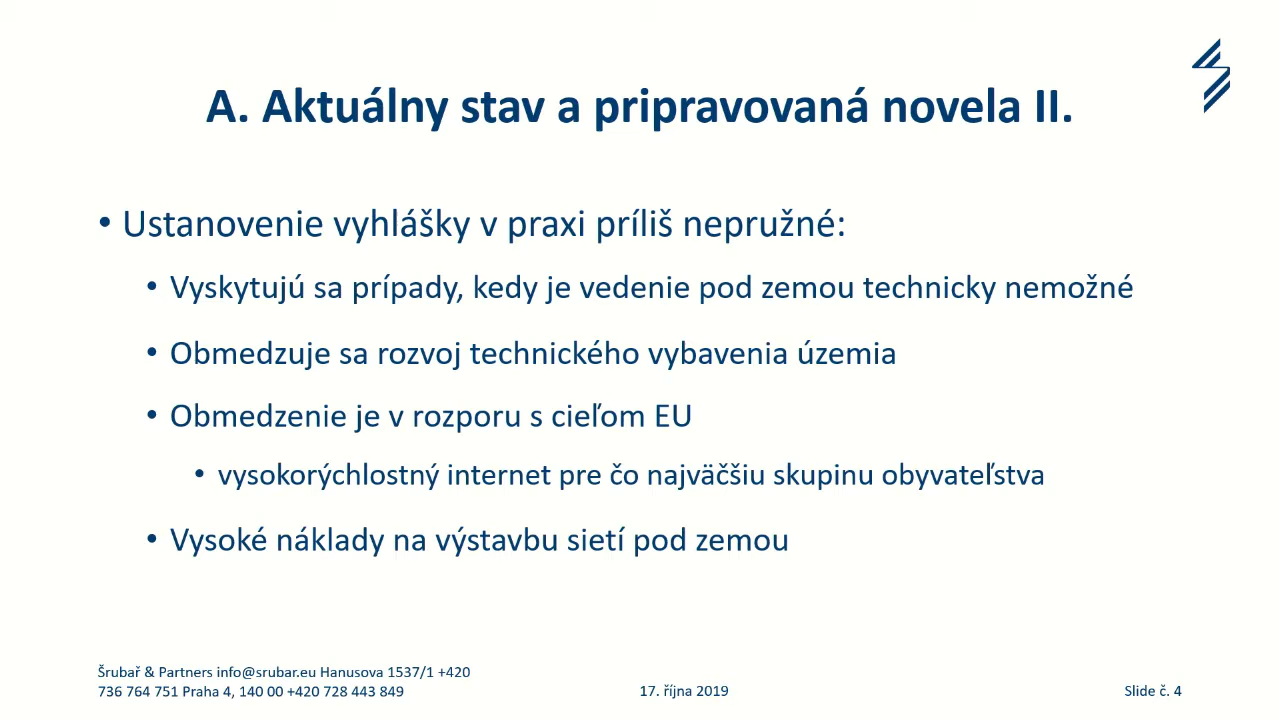 A. Aktuálny stav a pripravovaná novela II.
• Ustanovenie vyhlášky v praxi príliš nepružné:
• Vyskytujú sa prípady, kedy je vedenie pod zemou technicky nemožné
• Obmedzuje sa rozvoj technického vybavenia územia
• Obmedzenie je v rozporu s cieľom EU
• vysokorýchlostný internet pre čo najväčšiu skupinu obyvateľstva
• Vysoké náklady na výstavbu sietí pod zemou
Šrubař & Partners info@srubar.eu Hanusova 1537/1 +420
736 764 751 Praha 4, 140 00 +420 728 443 849
17. října 2019
Slide č. 4